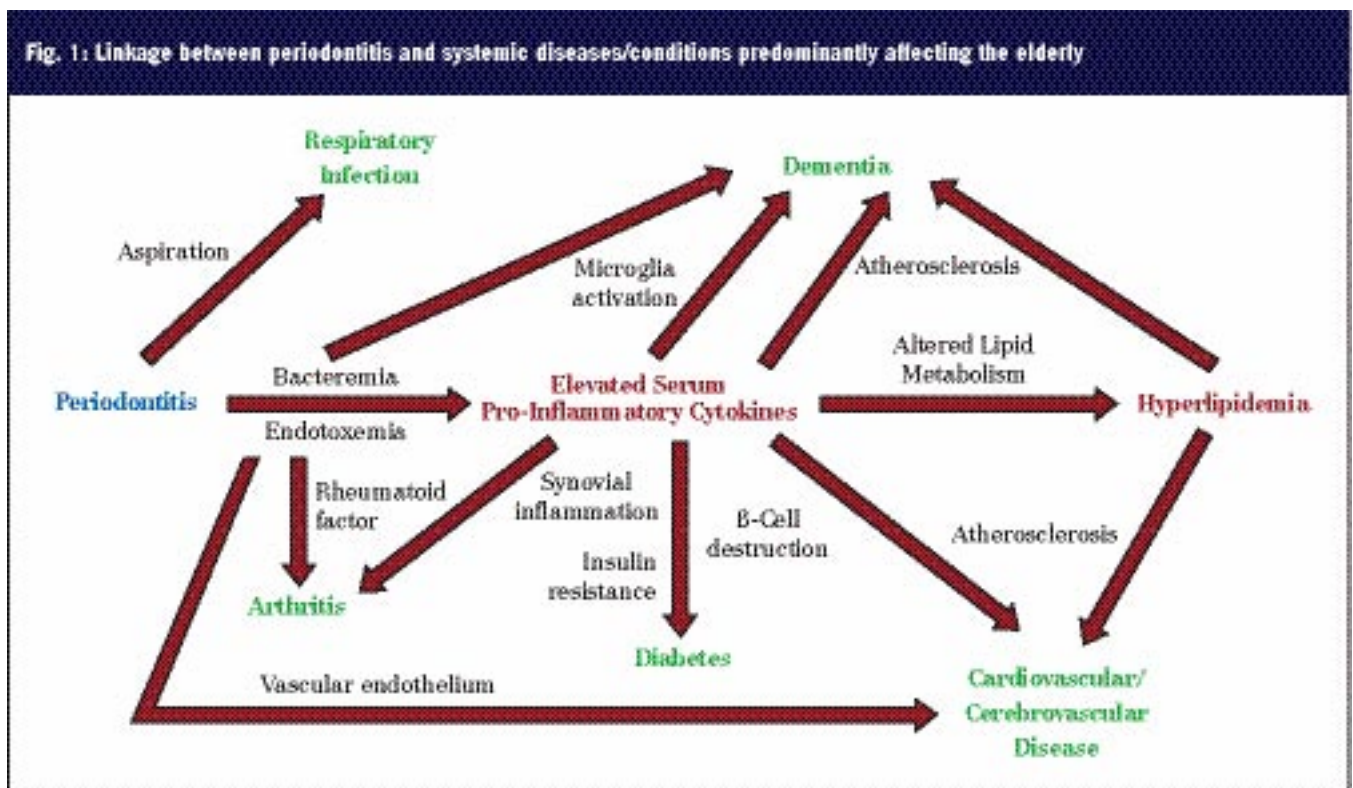 Fig. 1: Linkage between periodontitis and systemic diseases/conditions predominantly affecting the elderly
Respiratory
Infection
Dementia
Aspiration
Microglia
activation
Atherosclerosis
Bacteremia
Altered Lipid
Metabolism
Periodontitis
Elevated Serum
Pro-Inflammatory Cytokines
Hyperlipidemia
Endotoxemia
Rheumatoid
factor
Synovial
inflammation
ß-Cell
destruction
Atherosclerosis
Insulin
resistance
Arthritis
Diabetes
Vascular endothelium
Cardiovascular/
Cerebrovascular
Disease